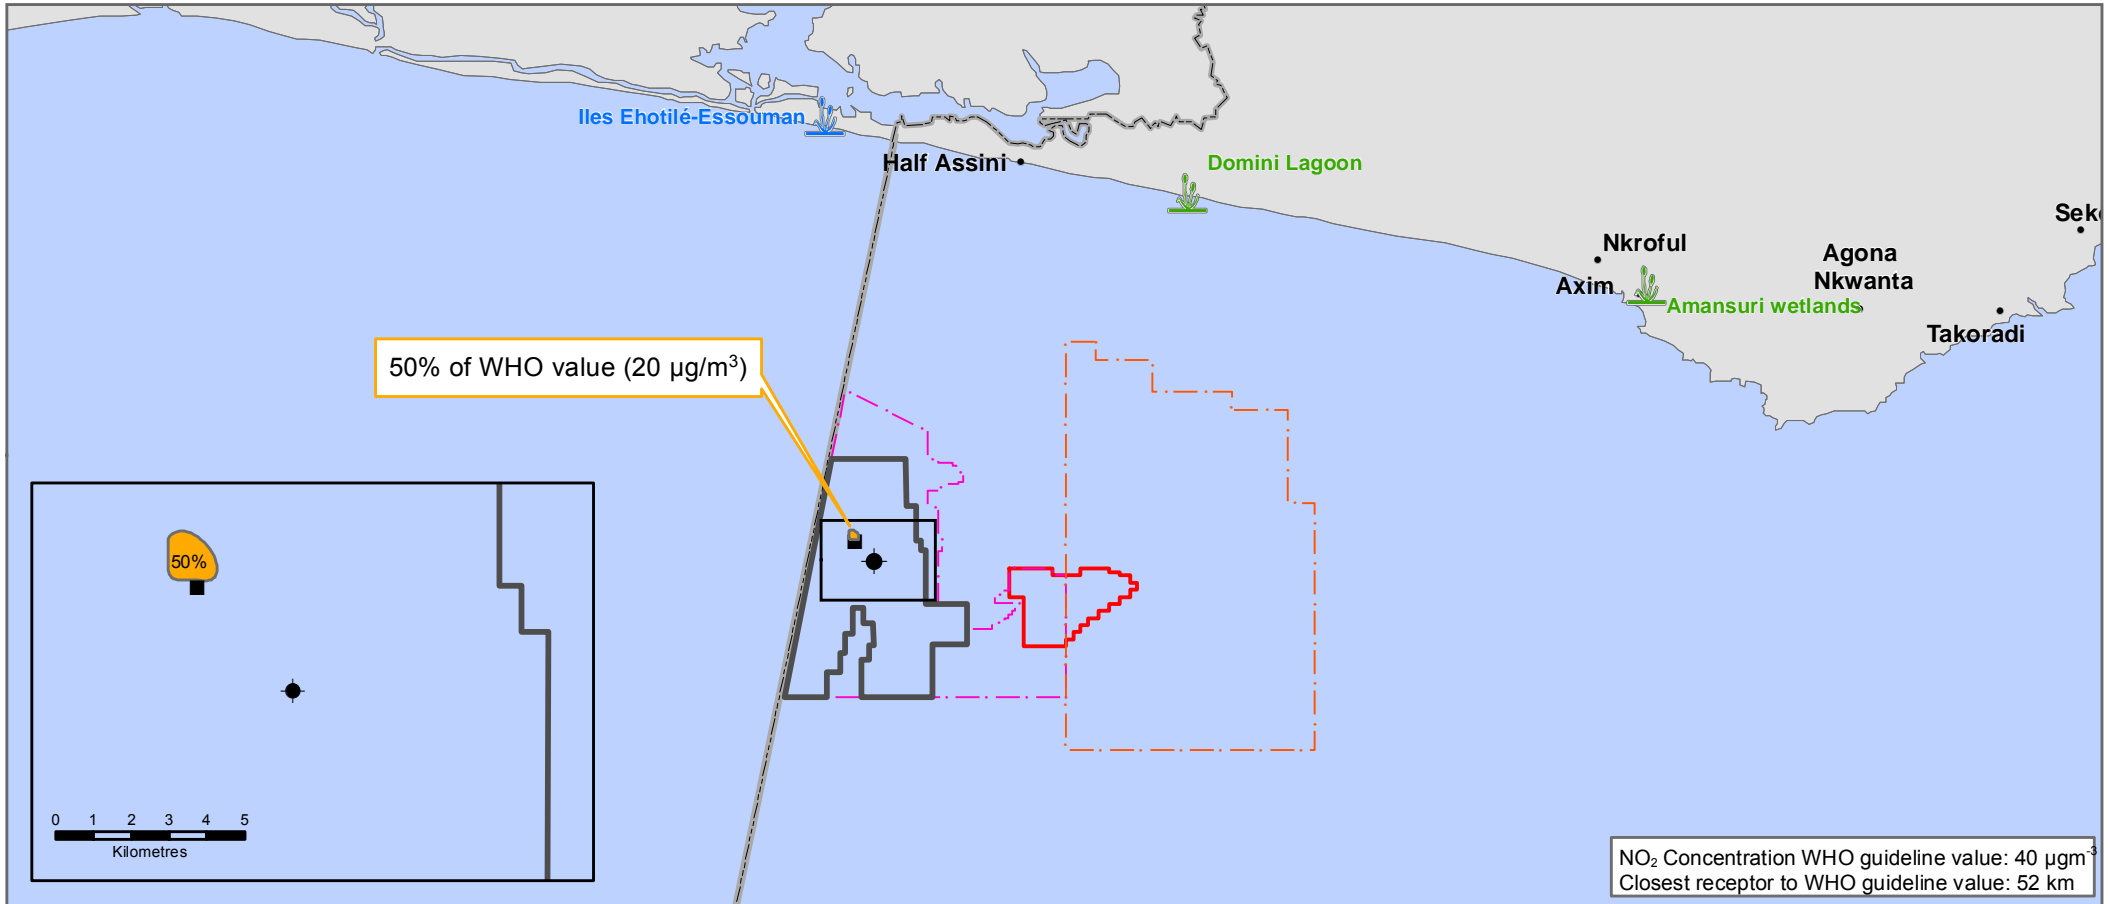 Iles Ehotilé-Essouman
Half Assini
Domini Lagoon
Nkroful
Axim
Amansuri wetlands
Agona
Nkwanta
Takoradi
50% of WHO value (20 µg/m³)
50%
0 1 2 3 4 5
Kilometres
NO₂ Concentration WHO guideline value: 40 µgm⁻³
Closest receptor to WHO guideline value: 52 km